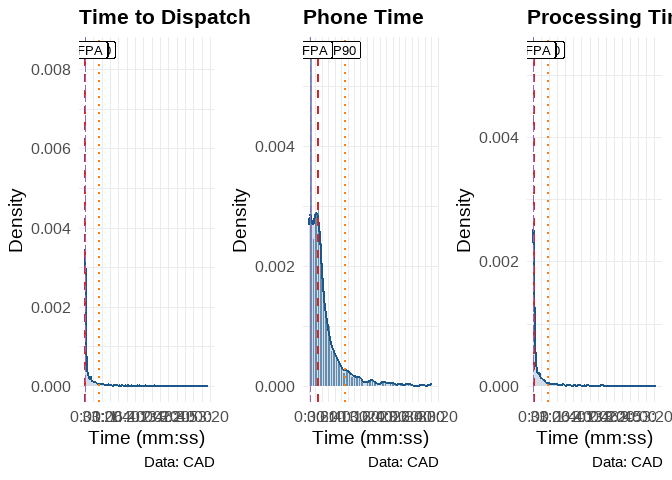 Time to Dispatch
FPA
0.008
0.006
0.004
0.002
0.000
Density
Time (mm:ss)
Data: CAD
Phone Time
FPA P90
0.004
0.002
0.000
Density
Time (mm:ss)
Data: CAD
Processing Tir
FPA
0.004
0.002
0.000
Density
Time (mm:ss)
Data: CAD